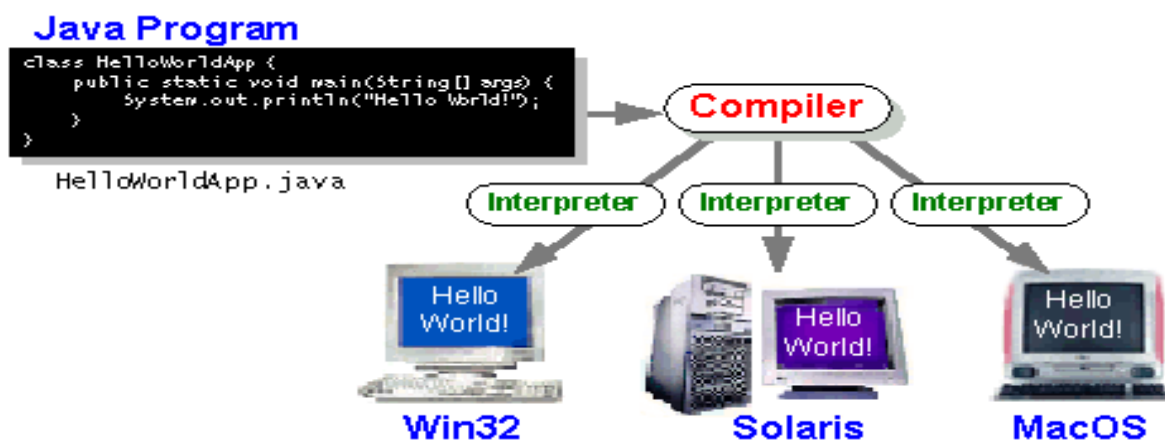 Java Program
class HelloWorldApp {
public static void main(String[] args) {
System.out.println("Hello World!");
}
}
HelloWorldApp.java
Compiler
Interpreter
Interpreter
Interpreter
Hello
World!
Hello
World!
Hello
World!
Win32
Solaris
MacOS